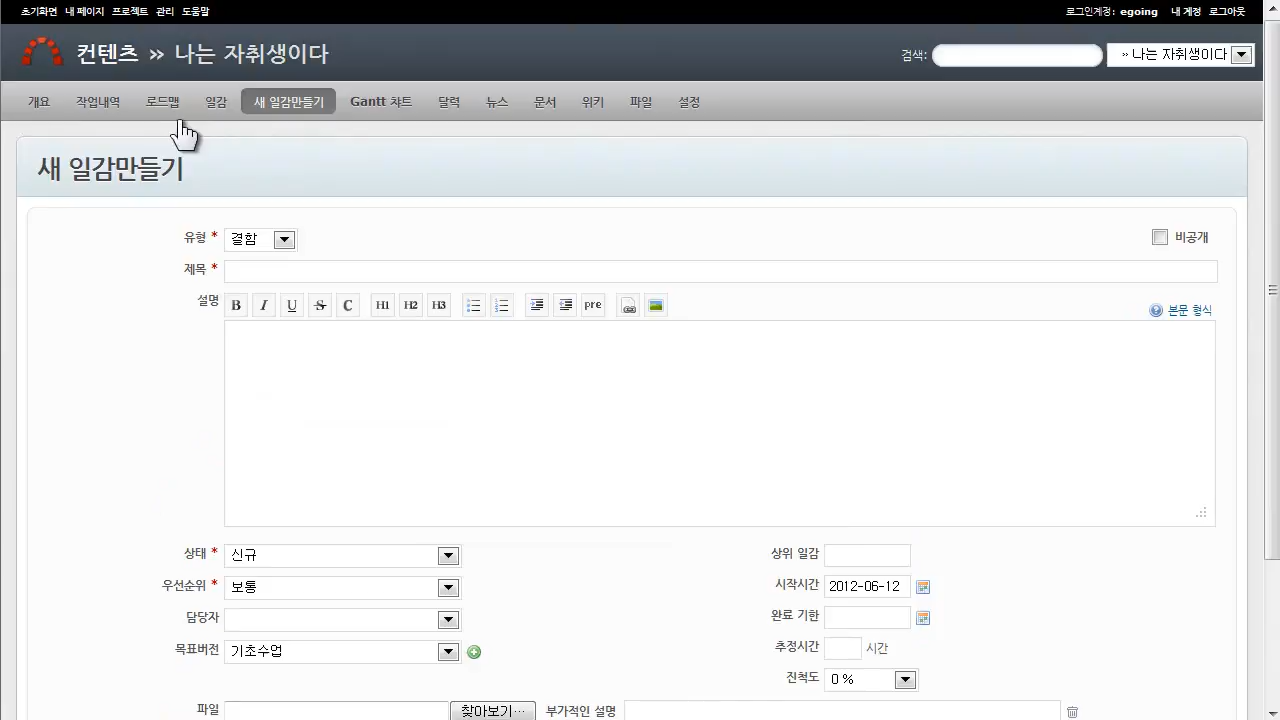 초기화면 내 페이지 프로젝트 관리 도움말 로그인계정: egoing 내 계정 로그아웃
컨텐츠 » 나는 자취생이다 검색: » 나는 자취생이다
개요 작업내역 로드맵 일감 새 일감만들기 Gantt 챠트 달력 뉴스 문서 위키 파일 설정
새 일감만들기
유형 * 결함 비공개
제목 *
설명 B I U S C H1 H2 H3 pre 본문 형식
상태 * 신규 상위 일감
우선순위 * 보통 시작시간 2012-06-12
담당자 완료 기한
목표버전 기초수업 추정시간 시간
진척도 0 %
파일 찾아보기... 부가적인 설명